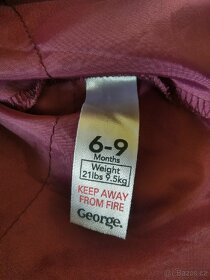 6-9
Months
Weight
21lbs 9.5kg
KEEP AWAY
FROM FIRE
George.